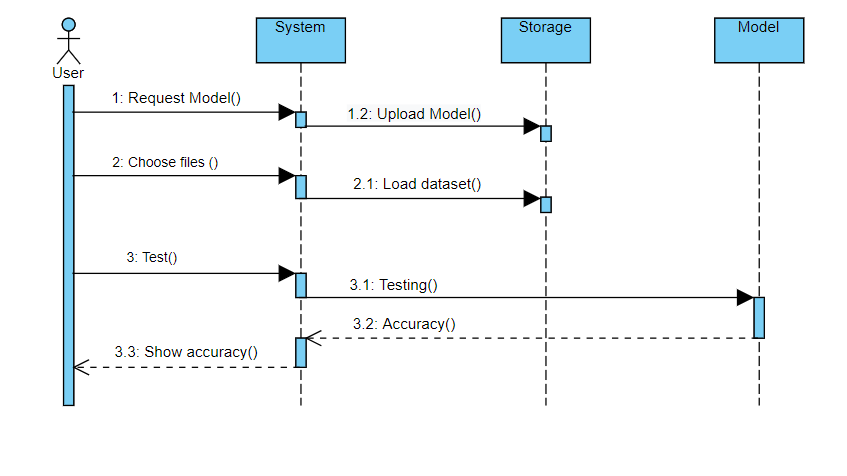 System
Storage
Model
User
1: Request Model()
1.2: Upload Model()
2: Choose files ()
2.1: Load dataset()
3: Test()
3.1: Testing()
3.2: Accuracy()
3.3: Show accuracy()